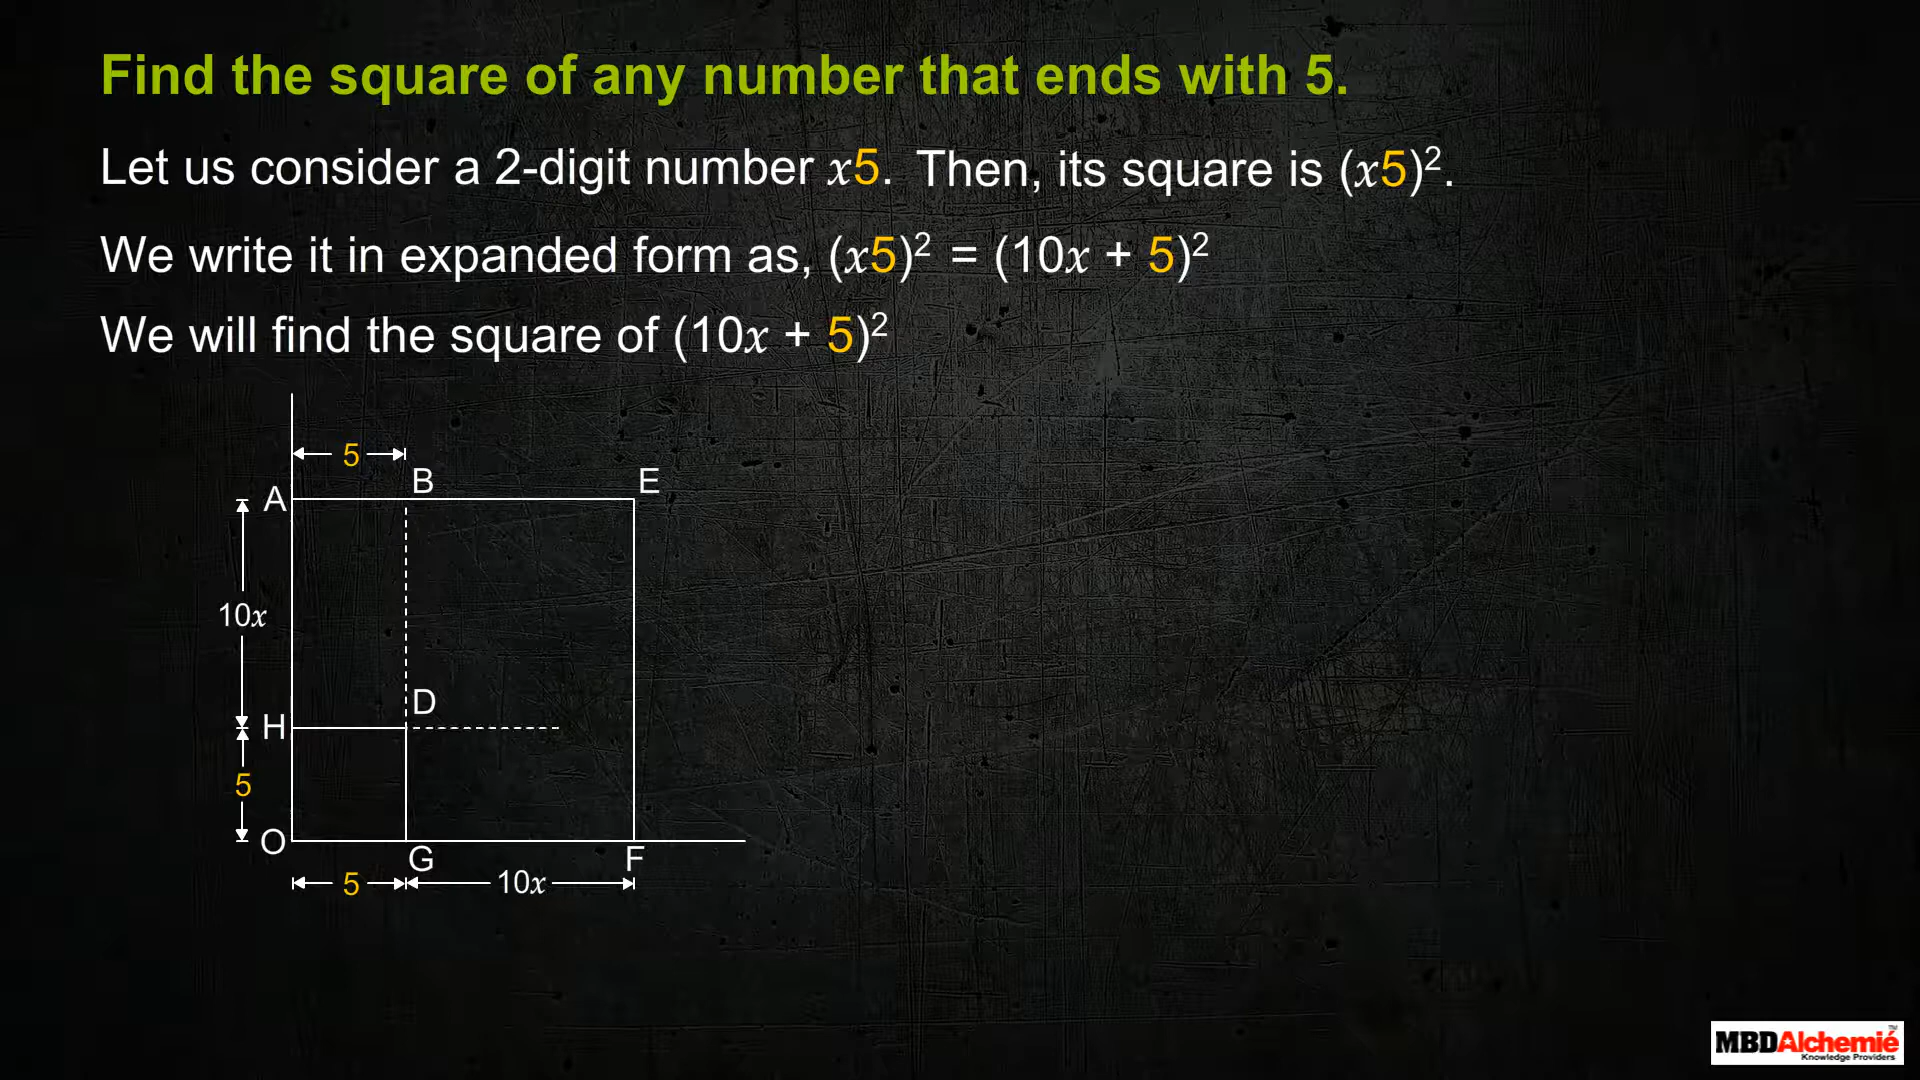 Find the square of any number that ends with 5.
Let us consider a 2-digit number x5. Then, its square is (x5)².
We write it in expanded form as, (x5)² = (10x + 5)²
We will find the square of (10x + 5)²
5
B
E
A
10x
D
H
5
O
G
F
5
10x
MBDAlchemié™
Knowledge Providers